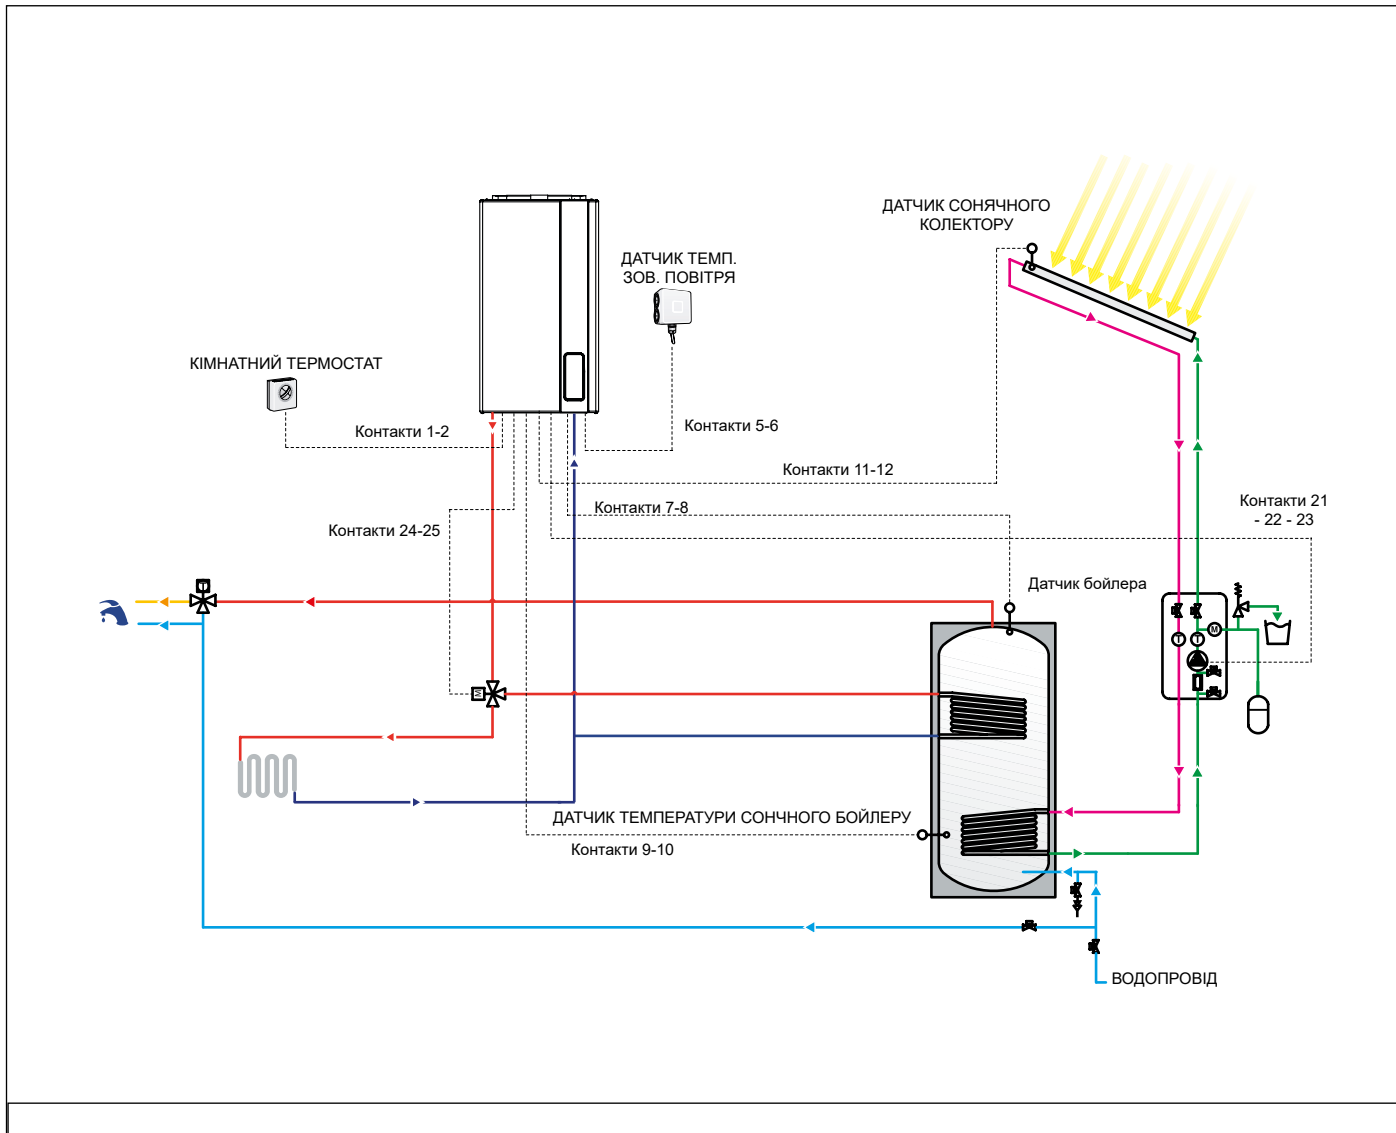 ДАТЧИК СОНЯЧНОГО
КОЛЕКТОРУ
ДАТЧИК ТЕМП.
ЗОВ. ПОВІТРЯ
КІМНАТНИЙ ТЕРМОСТАТ
Контакти 1-2
Контакти 5-6
Контакти 11-12
Контакти 7-8
Контакти 21
- 22 - 23
Контакти 24-25
Датчик бойлера
T
M
T
T
M
ДАТЧИК ТЕМПЕРАТУРИ СОНЧНОГО БОЙЛЕРУ
Контакти 9-10
ВОДОПРОВІД